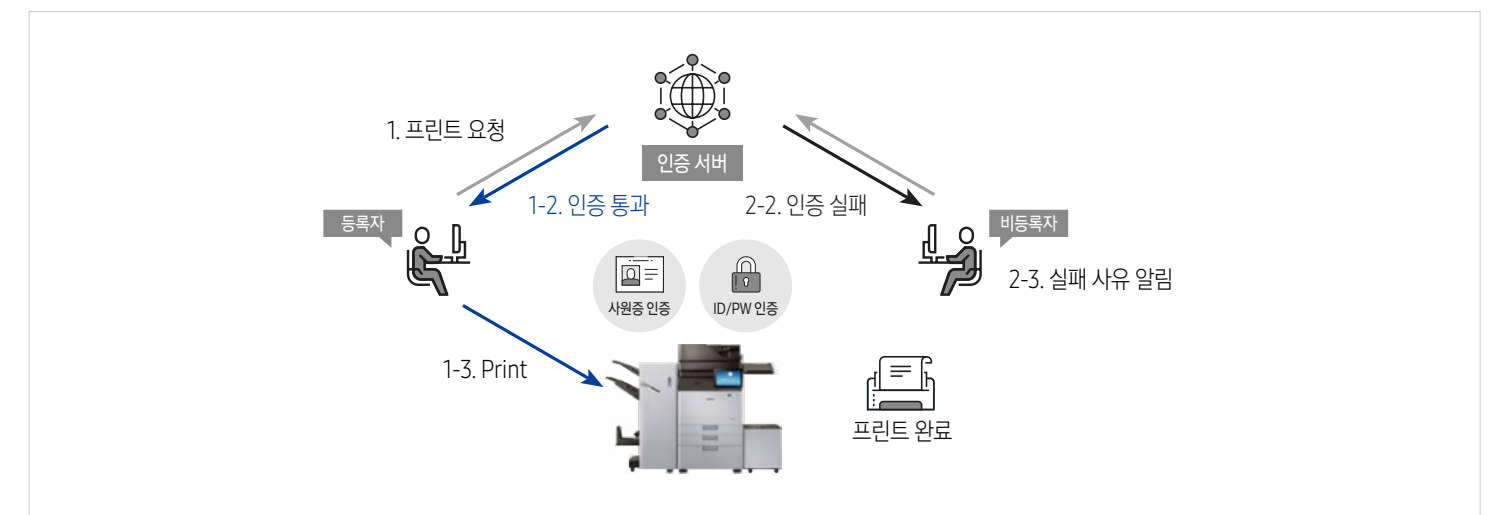 1. 프린트 요청
인증 서버
1-2. 인증 통과
2-2. 인증 실패
등록자
비등록자
2-3. 실패 사유 알림
사원증 인증
ID/PW 인증
1-3. Print
프린트 완료